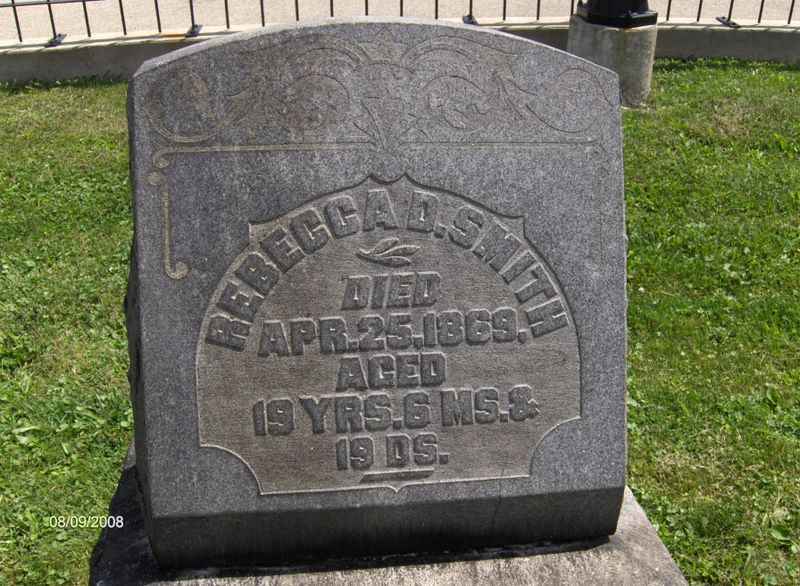 REBECCA D. SMITH
DIED
APR. 25, 1869,
AGED
19 YRS. 6 MS. &
19 DS.
08/09/2008